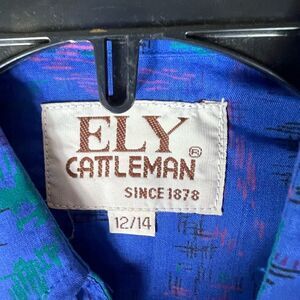 ELY
CATTLEMAN ®
SINCE 1878
12/14